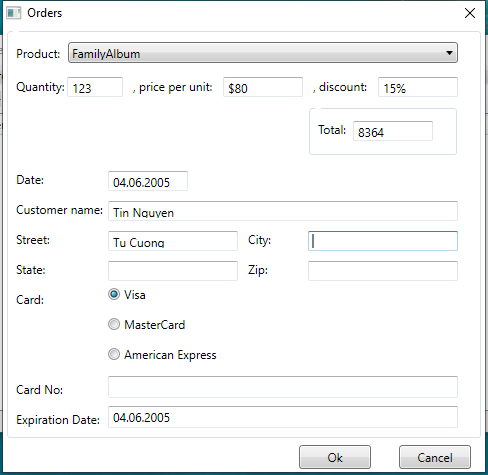 Orders
Product: FamilyAlbum
Quantity: 123 , price per unit: $80 , discount: 15%
Total: 8364
Date: 04.06.2005
Customer name: Tin Nguyen
Street: Tu Cuong City:
State: Zip:
Card: Visa
MasterCard
American Express
Card No:
Expiration Date: 04.06.2005
Ok Cancel